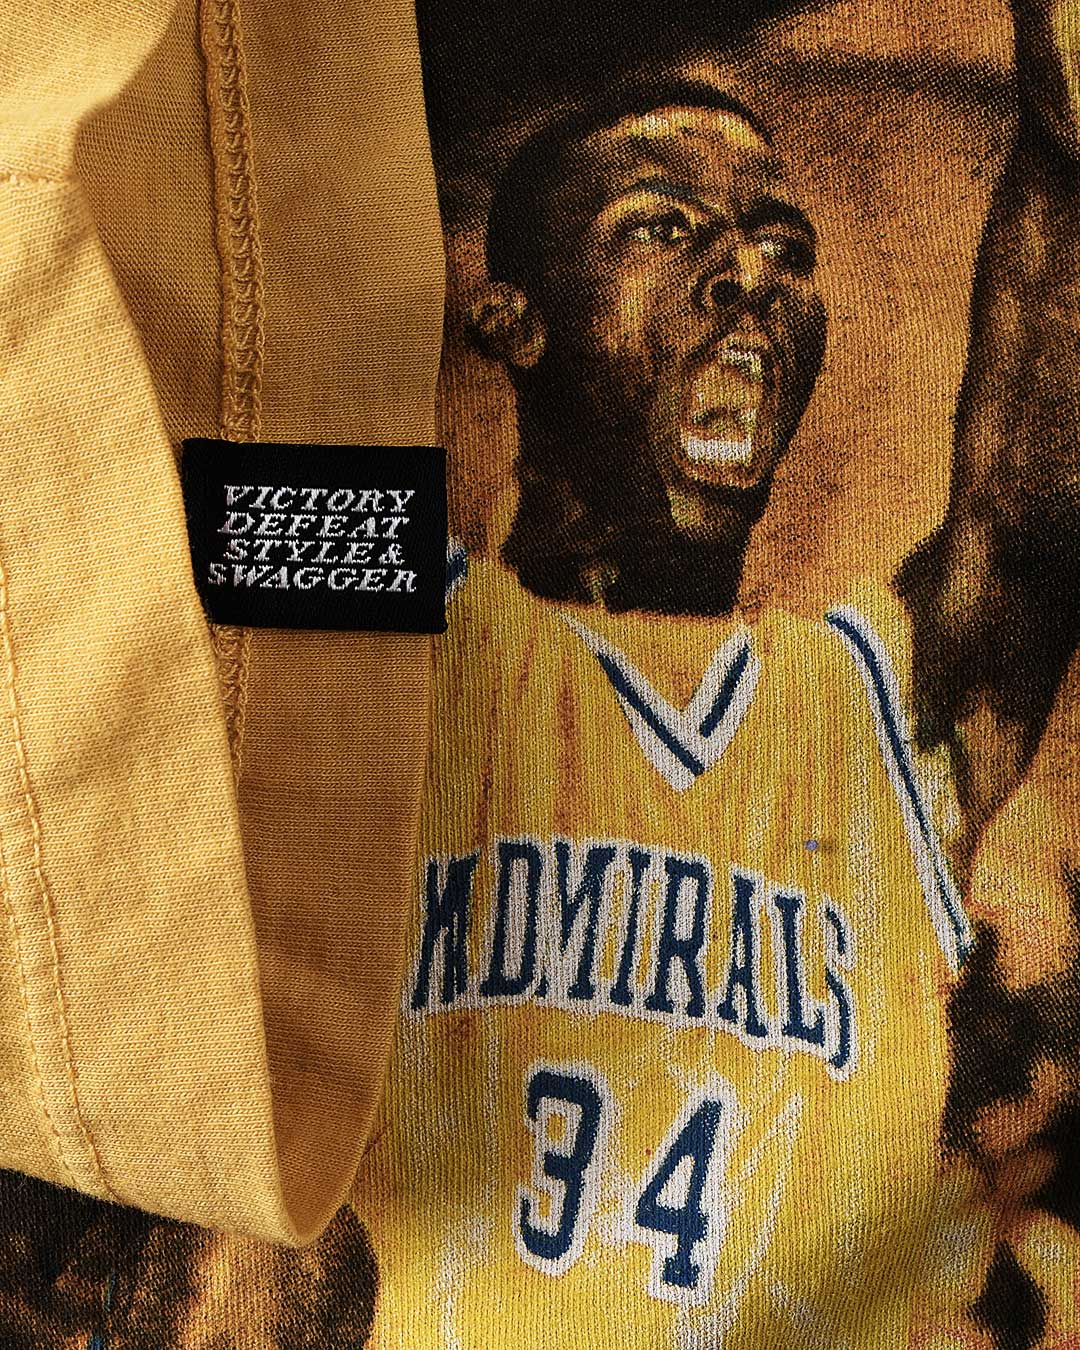 VICTORY
DEFEAT
STYLE &
SWAGGER
ADMIRALS
34